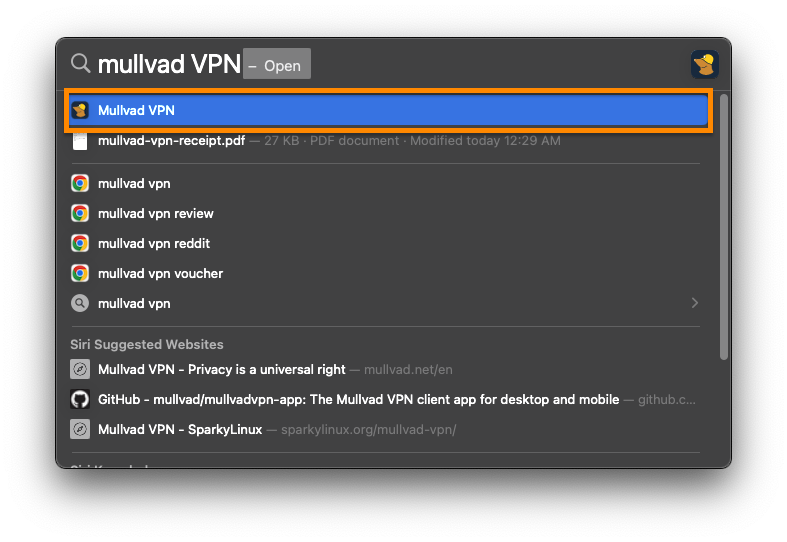 mullvad VPN – Open
Mullvad VPN
mullvad-vpn-receipt.pdf — 27 KB · PDF document · Modified today 12:29 AM
mullvad vpn
mullvad vpn review
mullvad vpn reddit
mullvad vpn voucher
mullvad vpn
Siri Suggested Websites
Mullvad VPN - Privacy is a universal right — mullvad.net/en
GitHub - mullvad/mullvadvpn-app: The Mullvad VPN client app for desktop and mobile — github.c...
Mullvad VPN - SparkyLinux — sparkylinux.org/mullvad-vpn/